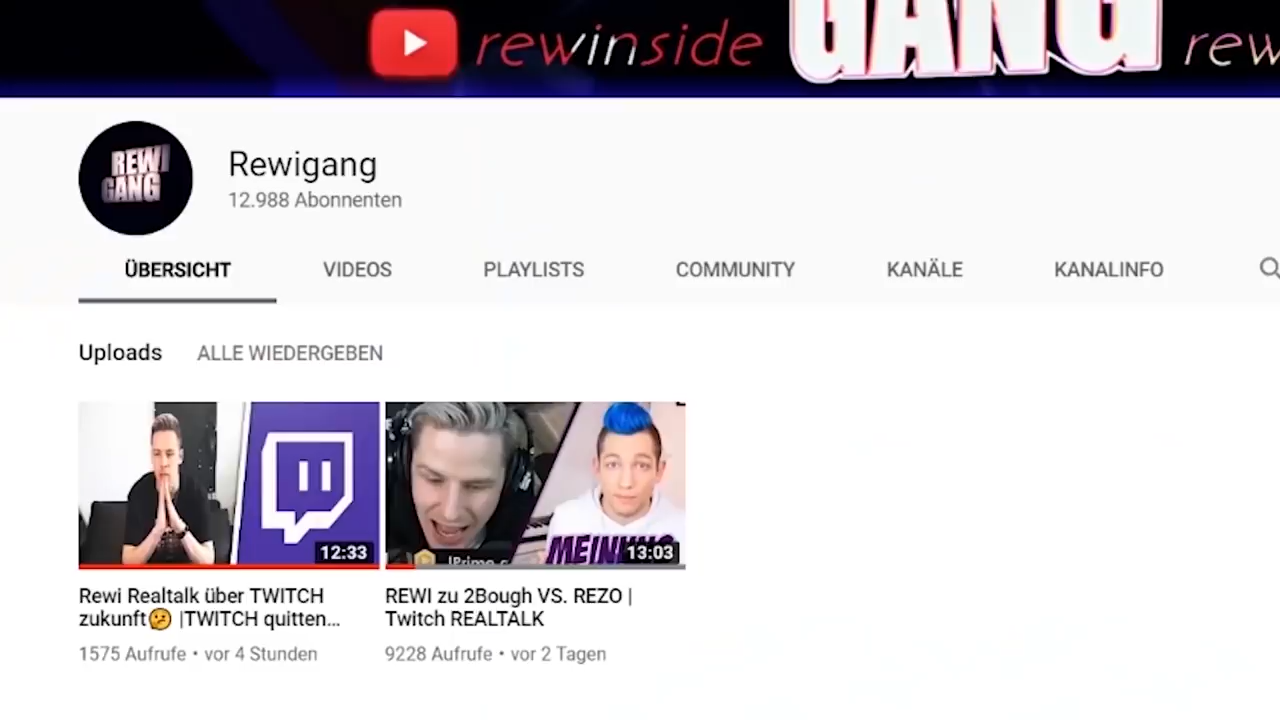 rewinside
GANG
rew
REWI
GANG
Rewigang
12.988 Abonnenten
ÜBERSICHT
VIDEOS
PLAYLISTS
COMMUNITY
KANÄLE
KANALINFO
Uploads
ALLE WIEDERGEBEN
12:33
!Prime
MEINUNG
13:03
Rewi Realtalk über TWITCH
zukunft🫤 |TWITCH quitten...
1575 Aufrufe • vor 4 Stunden
REWI zu 2Bough VS. REZO |
Twitch REALTALK
9228 Aufrufe • vor 2 Tagen